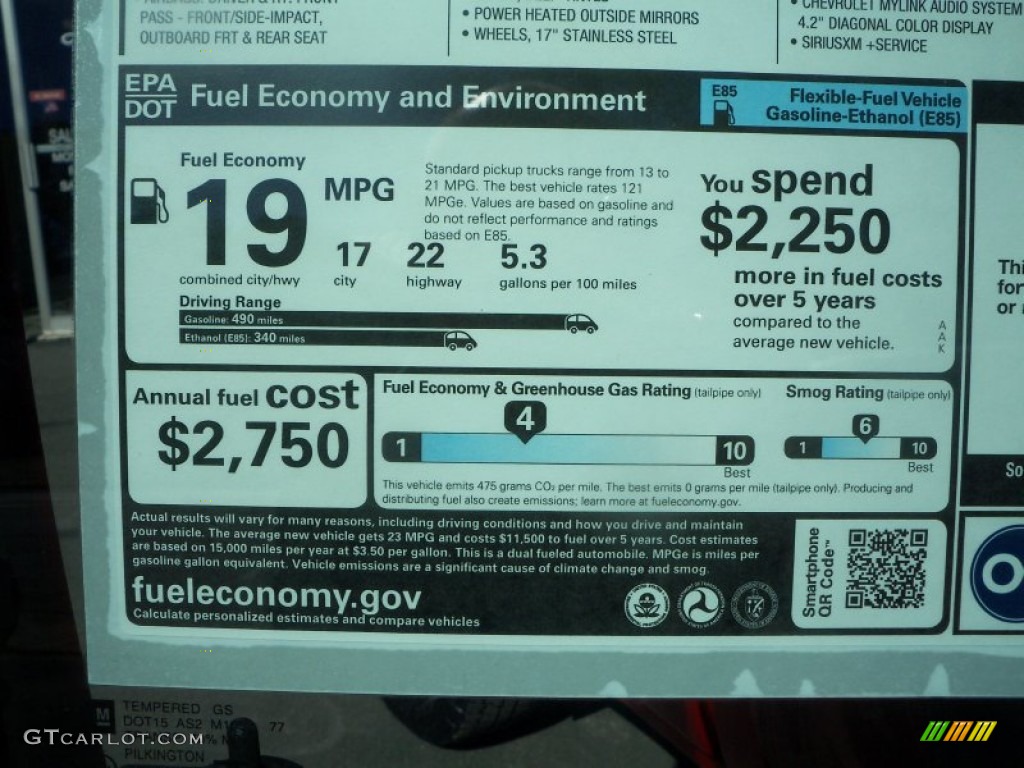 PASS - FRONT/SIDE-IMPACT,
OUTBOARD FRT & REAR SEAT
• POWER HEATED OUTSIDE MIRRORS
• WHEELS, 17" STAINLESS STEEL
• CHEVROLET MYLINK AUDIO SYSTEM
4.2" DIAGONAL COLOR DISPLAY
• SIRIUSXM +SERVICE
EPA
DOT
Fuel Economy and Environment
E85
Flexible-Fuel Vehicle
Gasoline-Ethanol (E85)
Fuel Economy
19 MPG
combined city/hwy
17
city
22
highway
5.3
gallons per 100 miles
Standard pickup trucks range from 13 to
21 MPG. The best vehicle rates 121
MPGe. Values are based on gasoline and
do not reflect performance and ratings
based on E85.
Driving Range
Gasoline: 490 miles
Ethanol (E85): 340 miles
You spend
$2,250
more in fuel costs
over 5 years
compared to the
average new vehicle.
A
A
K
Thi
for
or
Annual fuel cost
$2,750
Fuel Economy & Greenhouse Gas Rating (tailpipe only)
4
1
10
Best
Smog Rating (tailpipe only)
6
1
10
Best
This vehicle emits 475 grams CO₂ per mile. The best emits 0 grams per mile (tailpipe only). Producing and
distributing fuel also create emissions; learn more at fueleconomy.gov.
So
Actual results will vary for many reasons, including driving conditions and how you drive and maintain
your vehicle. The average new vehicle gets 23 MPG and costs $11,500 to fuel over 5 years. Cost estimates
are based on 15,000 miles per year at $3.50 per gallon. This is a dual fueled automobile. MPGe is miles per
gasoline gallon equivalent. Vehicle emissions are a significant cause of climate change and smog.
fueleconomy.gov
Calculate personalized estimates and compare vehicles
Smartphone
QR Code™
TEMPERED GS
DOT15 AS2 M1
77
PILKINGTON
GTCARLOT.COM